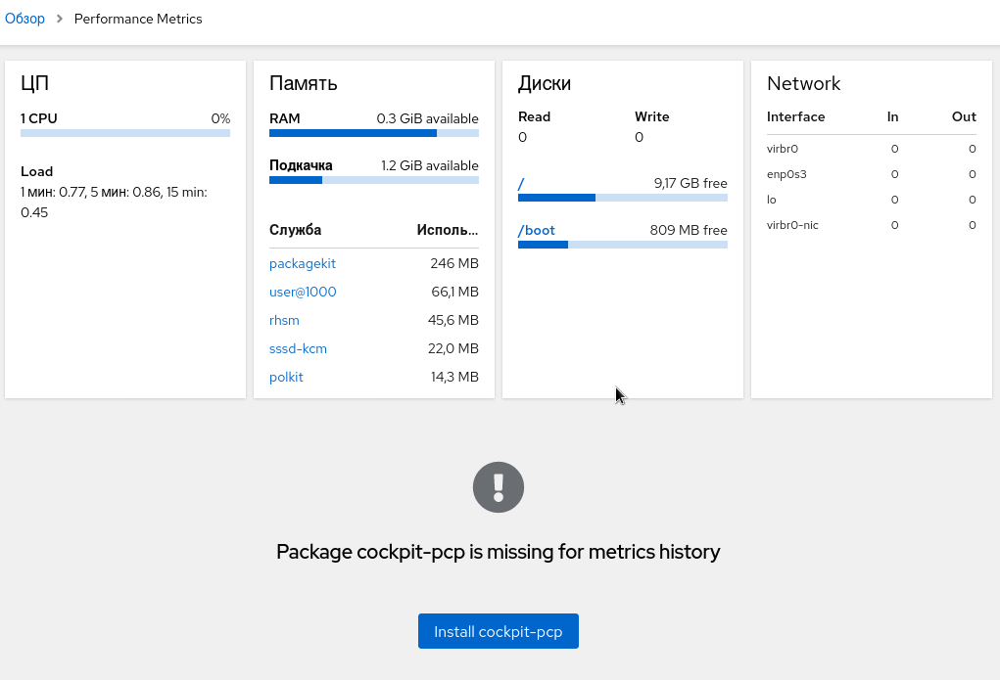 Обзор > Performance Metrics
ЦП
1 CPU 0%
Load
1 мин: 0.77, 5 мин: 0.86, 15 min:
0.45
Память
RAM 0.3 GiB available
Подкачка 1.2 GiB available
Служба Исполь...
packagekit 246 MB
user@1000 66,1 MB
rhsm 45,6 MB
sssd-kcm 22,0 MB
polkit 14,3 MB
Диски
Read Write
0 0
/ 9,17 GB free
/boot 809 MB free
Network
Interface In Out
virbr0 0 0
enp0s3 0 0
lo 0 0
virbr0-nic 0 0
Package cockpit-pcp is missing for metrics history
Install cockpit-pcp